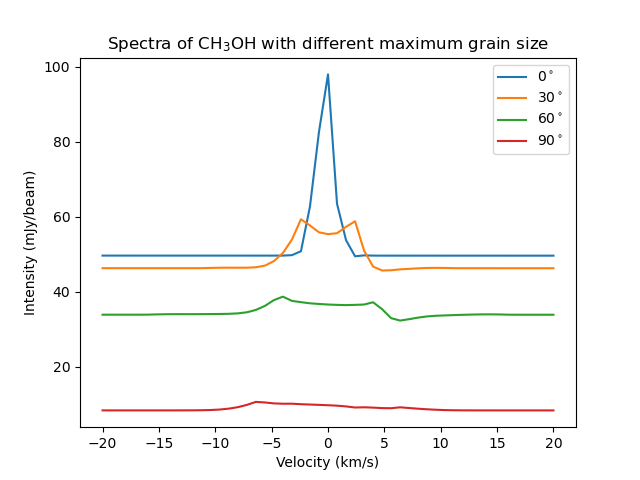 Spectra of CH₃OH with different maximum grain size
100
80
60
40
20
Intensity (mJy/beam)
−20 −15 −10 −5 0 5 10 15 20
Velocity (km/s)
0°
30°
60°
90°